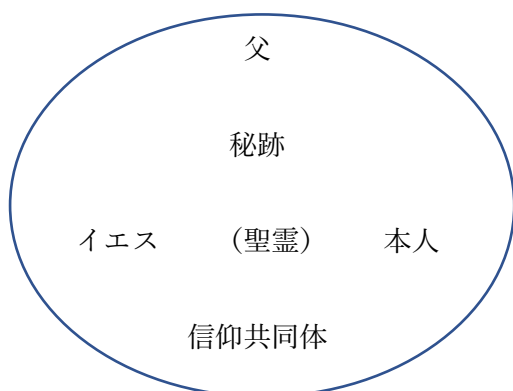 父
秘跡
イエス （聖霊） 本人
信仰共同体